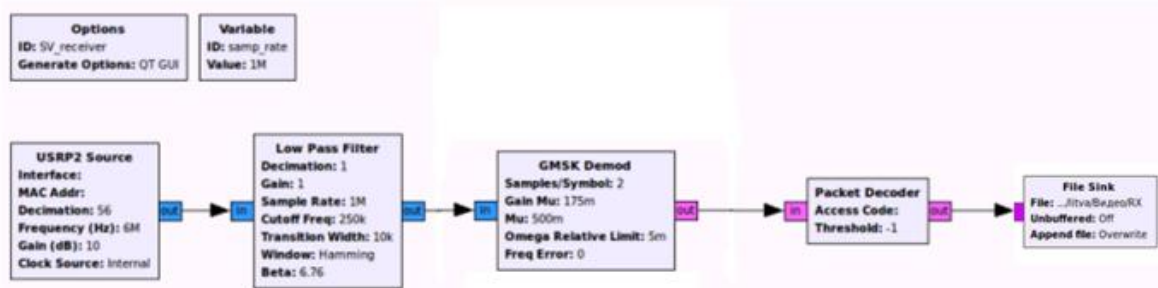 Options
ID: SV_receiver
Generate Options: QT GUI
Variable
ID: samp_rate
Value: 1M
USRP2 Source
Interface:
MAC Addr:
Decimation: 56
Frequency (Hz): 6M
Gain (dB): 10
Clock Source: Internal
out
in
Low Pass Filter
Decimation: 1
Gain: 1
Sample Rate: 1M
Cutoff Freq: 250k
Transition Width: 10k
Window: Hamming
Beta: 6.76
out
in
GMSK Demod
Samples/Symbol: 2
Gain Mu: 175m
Mu: 500m
Omega Relative Limit: 5m
Freq Error: 0
out
in
Packet Decoder
Access Code:
Threshold: -1
out
File Sink
File: .../litva/Видео/RX
Unbuffered: Off
Append file: Overwrite